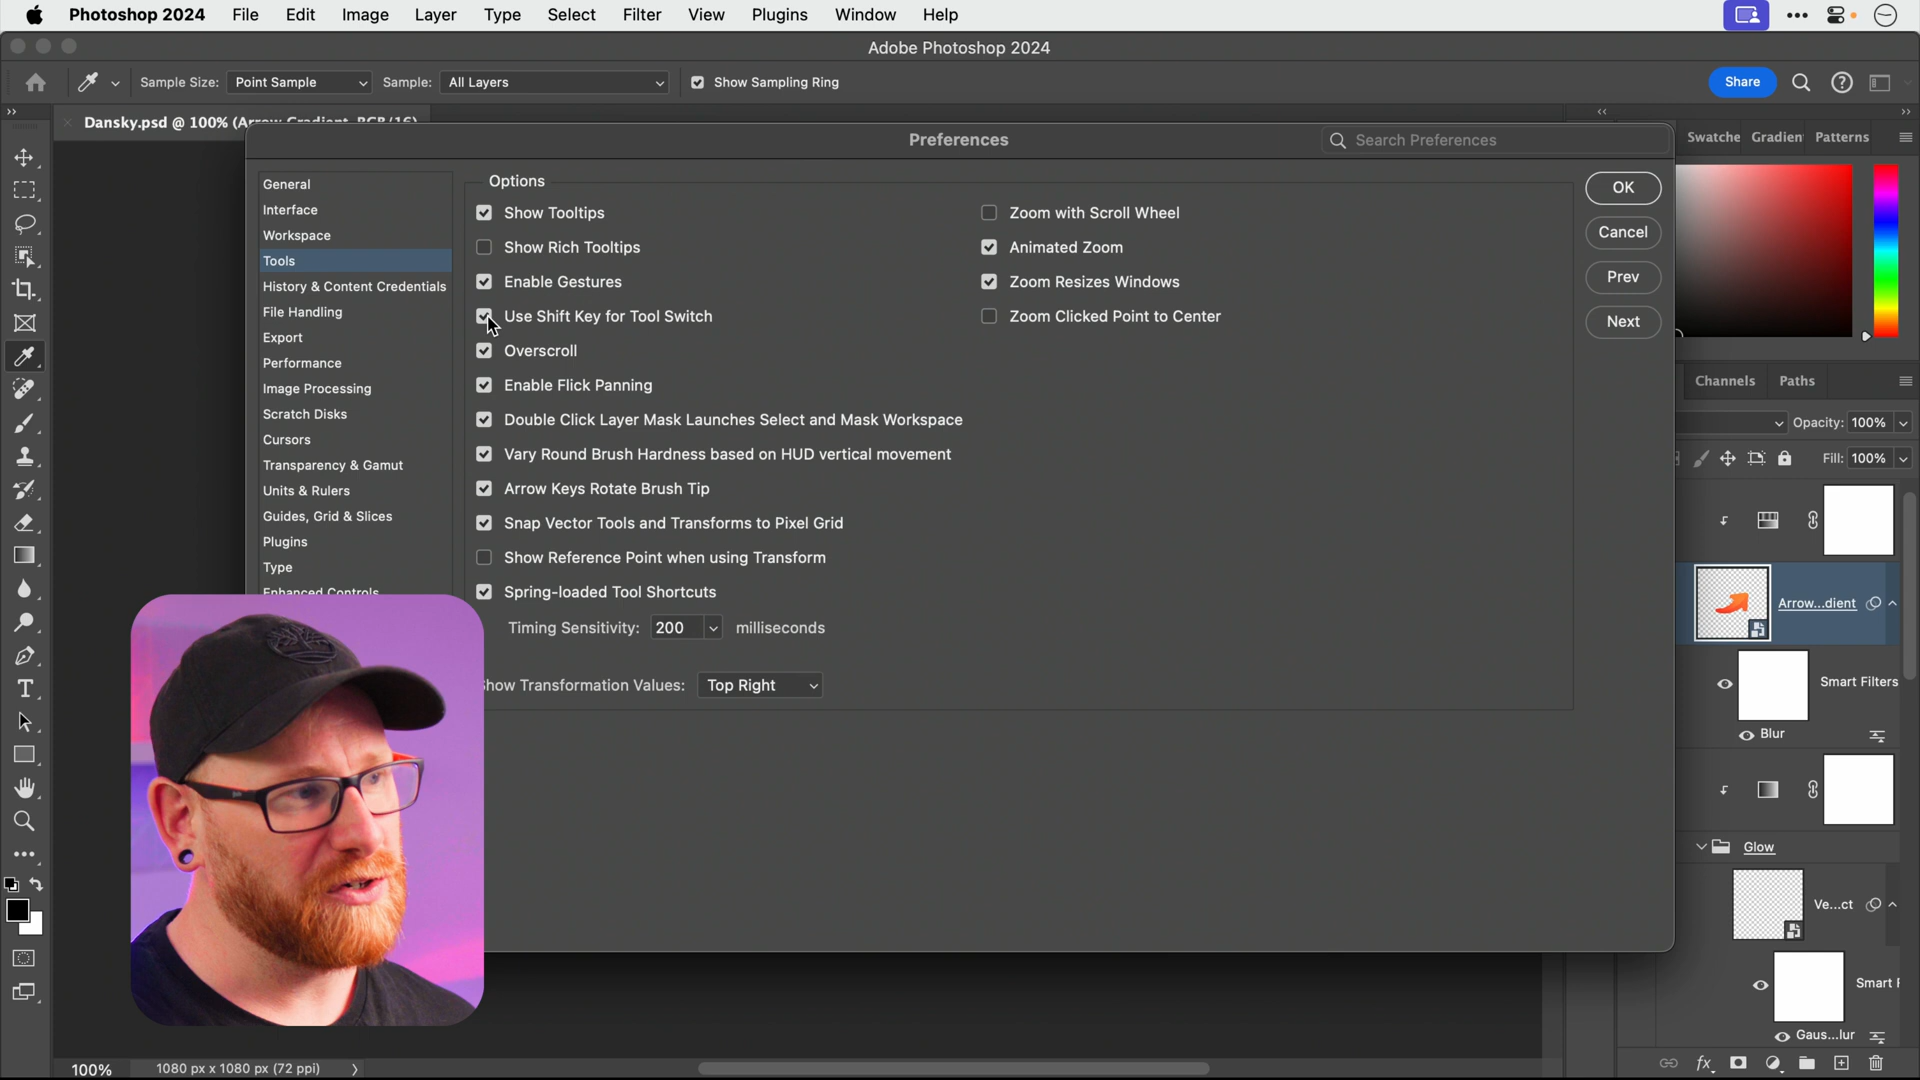 Photoshop 2024 File Edit Image Layer Type Select Filter View Plugins Window Help
Adobe Photoshop 2024
Sample Size: Point Sample Sample: All Layers Show Sampling Ring Share
Dansky.psd @ 100% (Arrow Gradient, RGB/16)
Preferences
Search Preferences
Swatche Gradien Patterns
General
Interface
Workspace
Tools
History & Content Credentials
File Handling
Export
Performance
Image Processing
Scratch Disks
Cursors
Transparency & Gamut
Units & Rulers
Guides, Grid & Slices
Plugins
Type
Enhanced Controls
Options
Show Tooltips
Show Rich Tooltips
Enable Gestures
Use Shift Key for Tool Switch
Overscroll
Enable Flick Panning
Double Click Layer Mask Launches Select and Mask Workspace
Vary Round Brush Hardness based on HUD vertical movement
Arrow Keys Rotate Brush Tip
Snap Vector Tools and Transforms to Pixel Grid
Show Reference Point when using Transform
Spring-loaded Tool Shortcuts
Timing Sensitivity: 200 milliseconds
Show Transformation Values: Top Right
Zoom with Scroll Wheel
Animated Zoom
Zoom Resizes Windows
Zoom Clicked Point to Center
OK
Cancel
Prev
Next
Channels Paths
Opacity: 100%
Fill: 100%
Arrow...dient
Smart Filters
Blur
Glow
Ve...ct
Smart F
Gaus...lur
100% 1080 px x 1080 px (72 ppi)